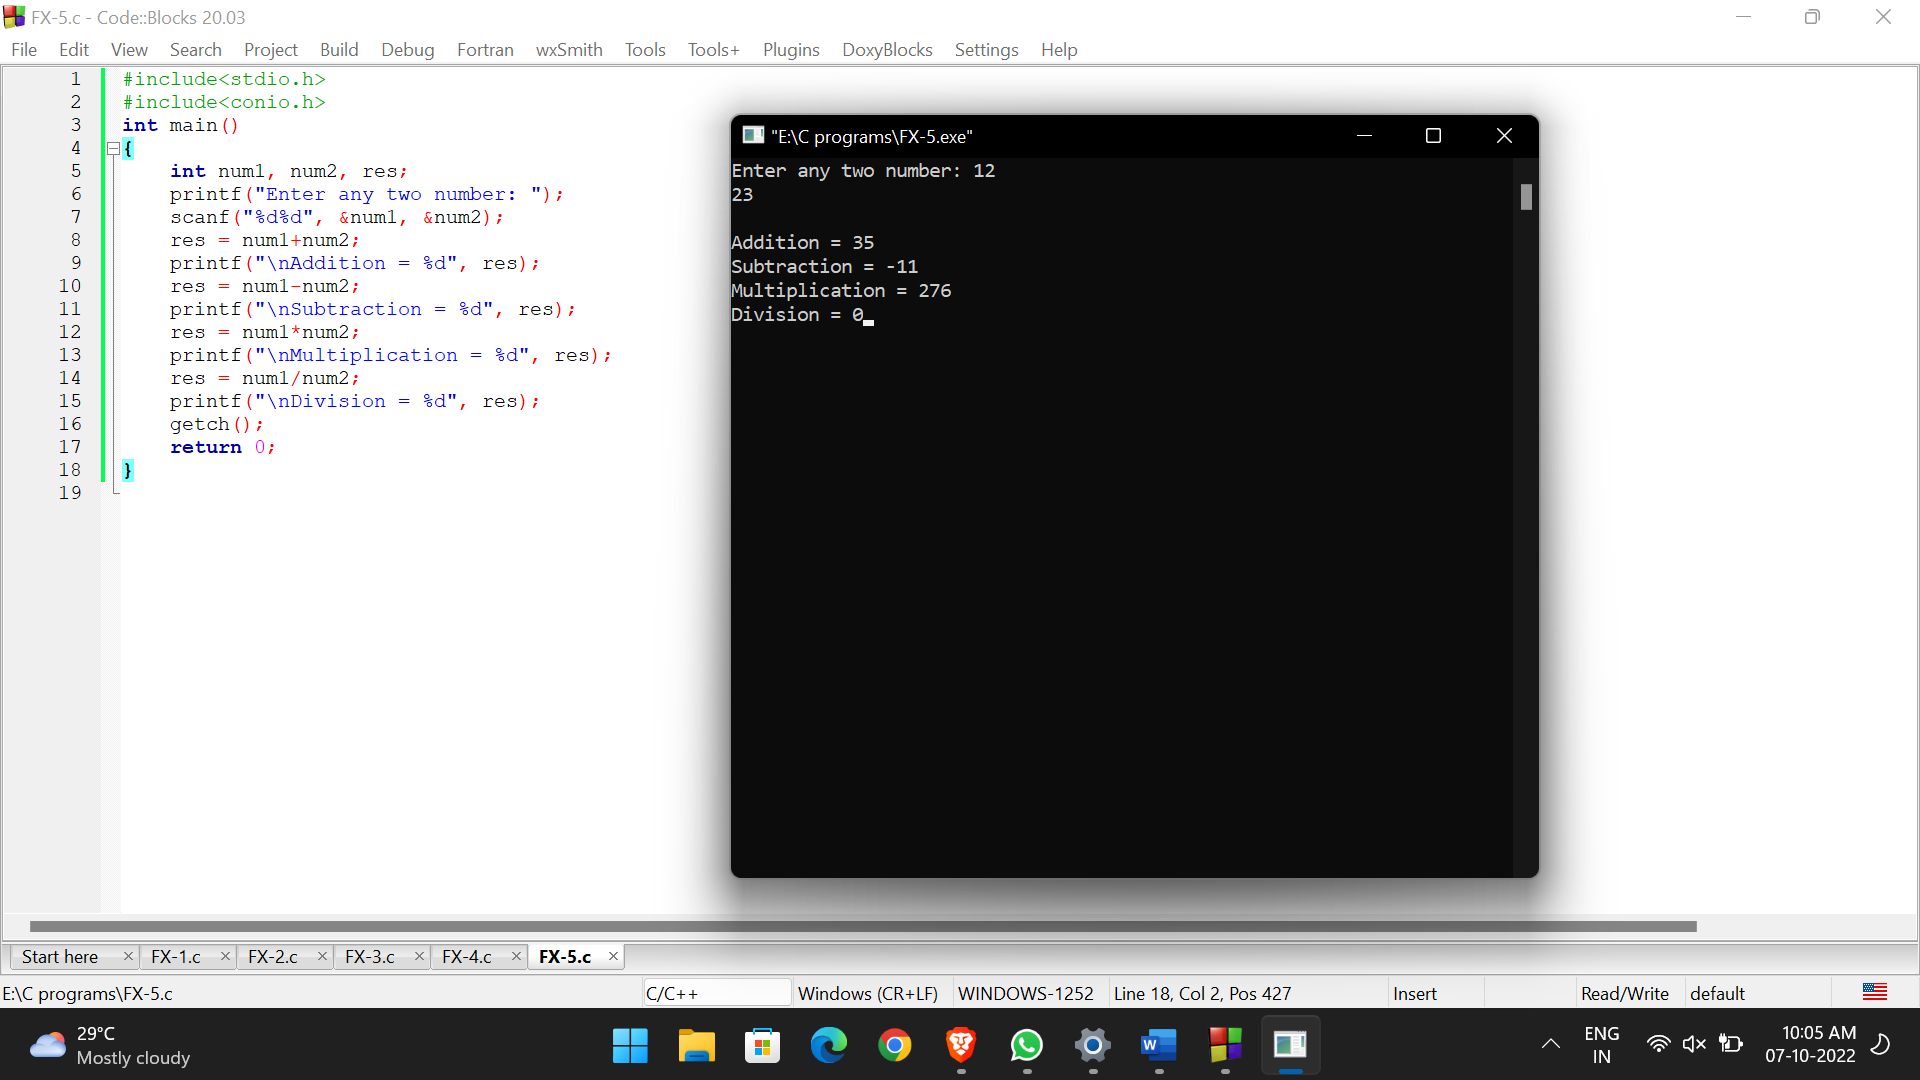 FX-5.c - Code::Blocks 20.03
File Edit View Search Project Build Debug Fortran wxSmith Tools Tools+ Plugins DoxyBlocks Settings Help
1 #include<stdio.h>
2 #include<conio.h>
3 int main()
4 {
5 int num1, num2, res;
6 printf("Enter any two number: ");
7 scanf("%d%d", &num1, &num2);
8 res = num1+num2;
9 printf("\nAddition = %d", res);
10 res = num1-num2;
11 printf("\nSubtraction = %d", res);
12 res = num1*num2;
13 printf("\nMultiplication = %d", res);
14 res = num1/num2;
15 printf("\nDivision = %d", res);
16 getch();
17 return 0;
18 }
19
"E:\C programs\FX-5.exe"
Enter any two number: 12
23
Addition = 35
Subtraction = -11
Multiplication = 276
Division = 0
Start here FX-1.c FX-2.c FX-3.c FX-4.c FX-5.c
E:\C programs\FX-5.c C/C++ Windows (CR+LF) WINDOWS-1252 Line 18, Col 2, Pos 427 Insert Read/Write default
29°C
Mostly cloudy
W
ENG
IN
10:05 AM
07-10-2022